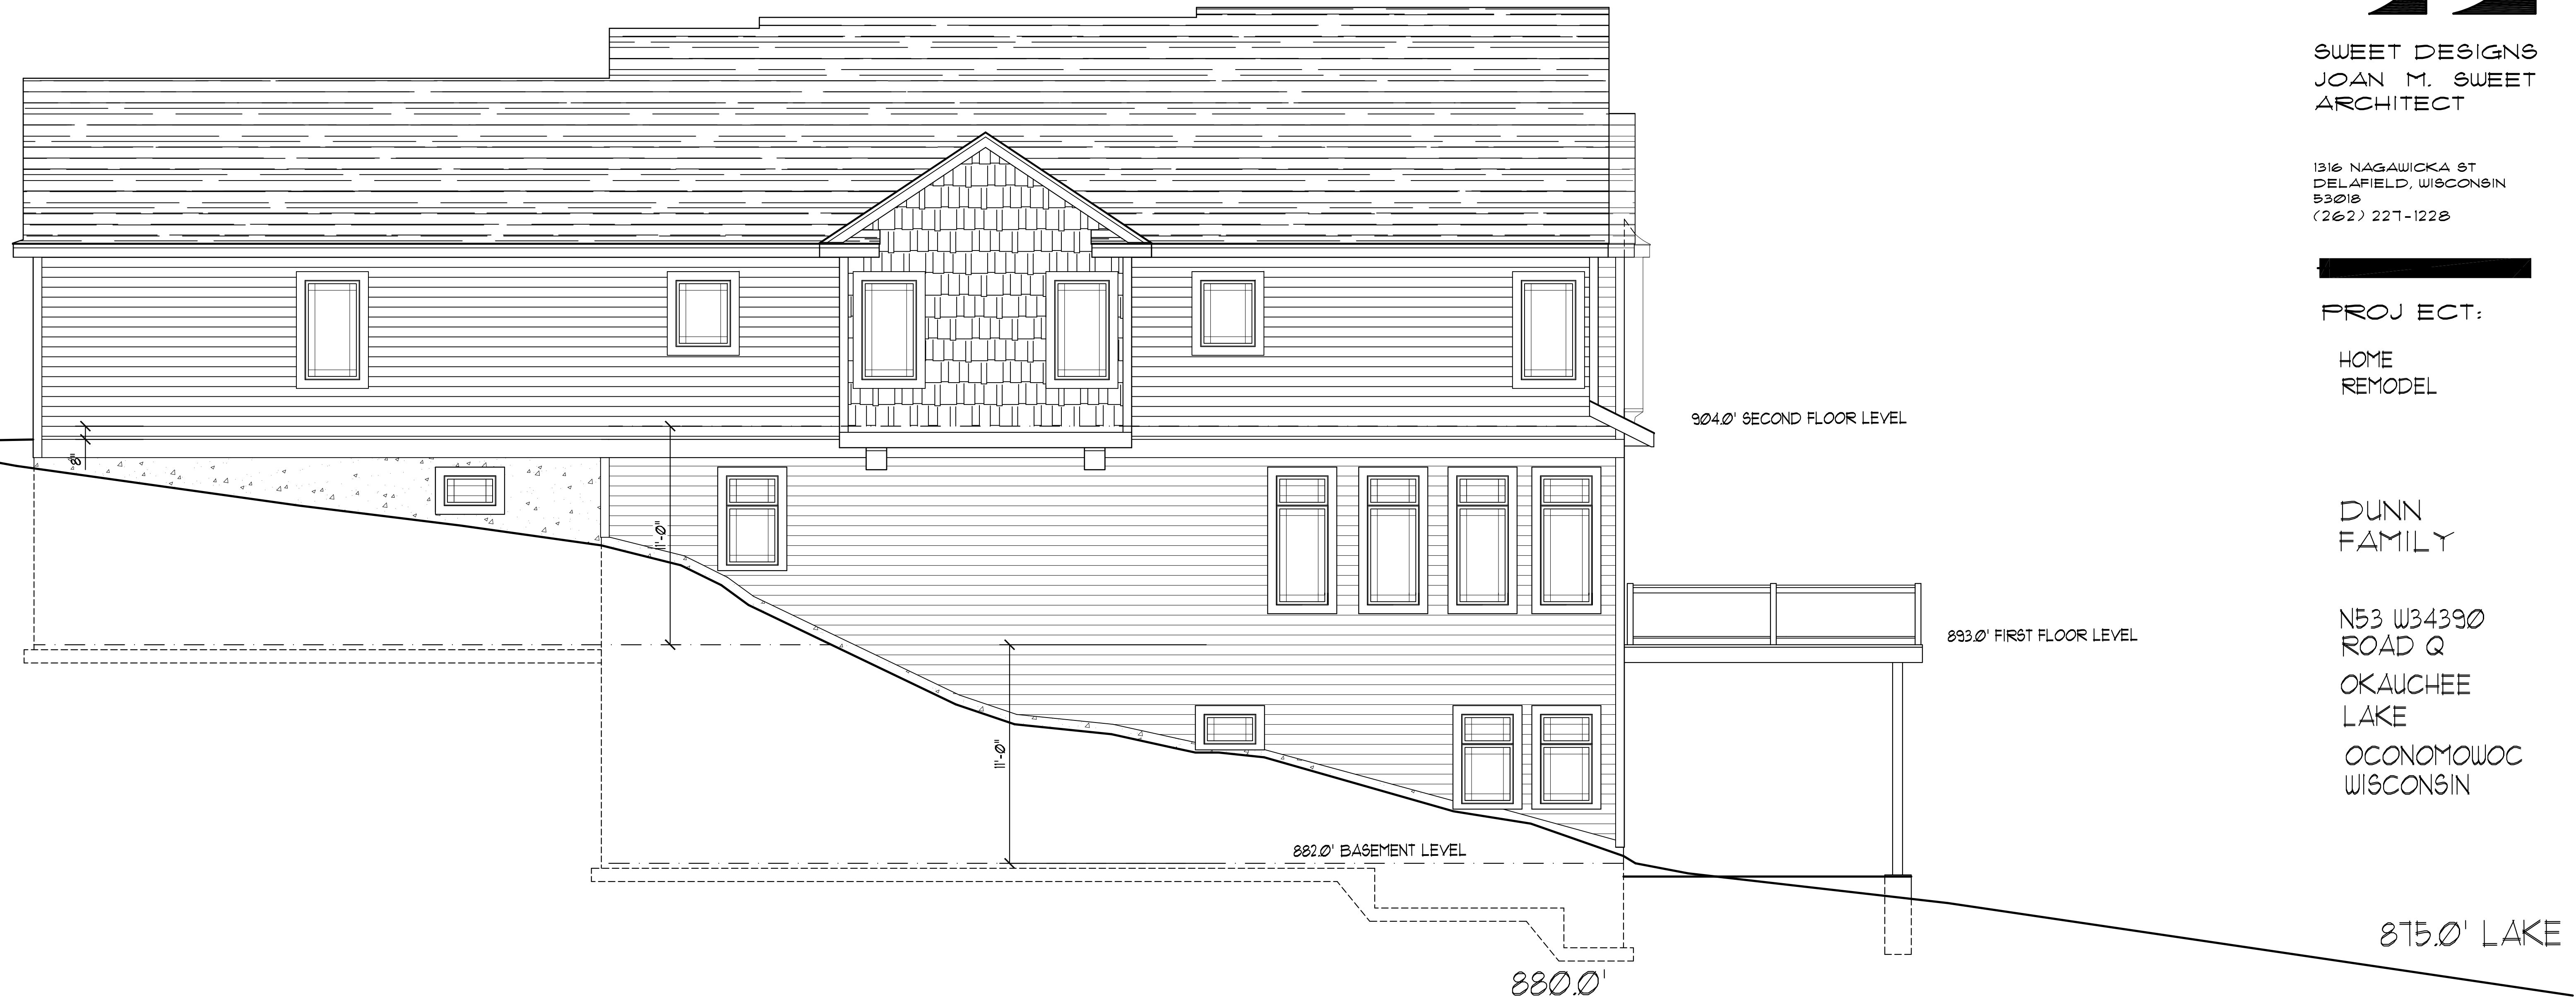 SWEET DESIGNS
JOAN M. SWEET
ARCHITECT
1316 NAGAWICKA ST
DELAFIELD, WISCONSIN
53018
(262) 227-1228
PROJECT:
HOME
REMODEL
904.0' SECOND FLOOR LEVEL
8"
11'-0"
DUNN
FAMILY
N53 W34390
ROAD Q
893.0' FIRST FLOOR LEVEL
OKAUCHEE
LAKE
11'-0"
OCONOMOWOC
WISCONSIN
882.0' BASEMENT LEVEL
875.0' LAKE
880.0'